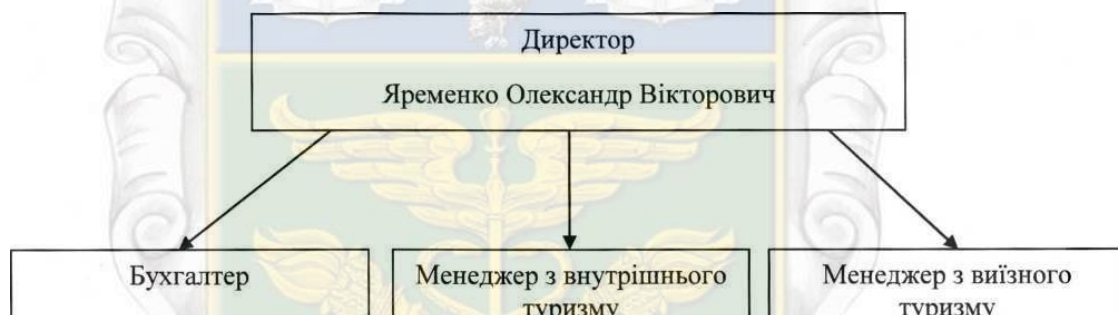 Директор
Яременко Олександр Вікторович
Бухгалтер
Менеджер з внутрішнього
туризму
Менеджер з виїзного
туризму